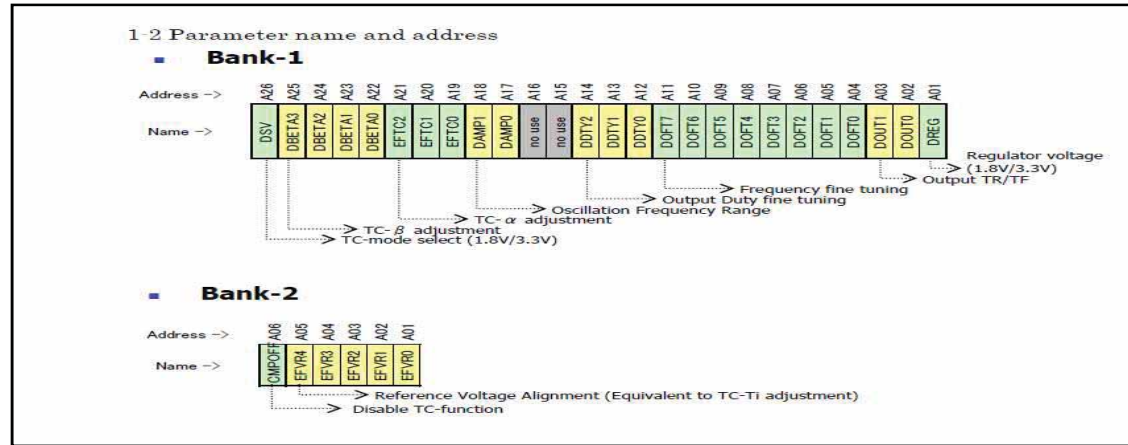 1-2 Parameter name and address
▪ Bank-1
Address -> A26 A25 A24 A23 A22 A21 A20 A19 A18 A17 A16 A15 A14 A13 A12 A11 A10 A09 A08 A07 A06 A05 A04 A03 A02 A01
Name -> DSV DBETA3 DBETA2 DBETA1 DBETA0 EFTC2 EFTC1 EFTC0 DAMP1 DAMP0 no use no use DDTY2 DDTY1 DDTY0 DOFT7 DOFT6 DOFT5 DOFT4 DOFT3 DOFT2 DOFT1 DOFT0 DOUT1 DOUT0 DREG
Regulator voltage
(1.8V/3.3V)
Output TR/TF
Frequency fine tuning
Output Duty fine tuning
Oscillation Frequency Range
TC-α adjustment
TC-β adjustment
TC-mode select (1.8V/3.3V)
▪ Bank-2
Address -> A06 A05 A04 A03 A02 A01
Name -> CMPOFF EFVR4 EFVR3 EFVR2 EFVR1 EFVR0
Reference Voltage Alignment (Equivalent to TC-Ti adjustment)
Disable TC-function